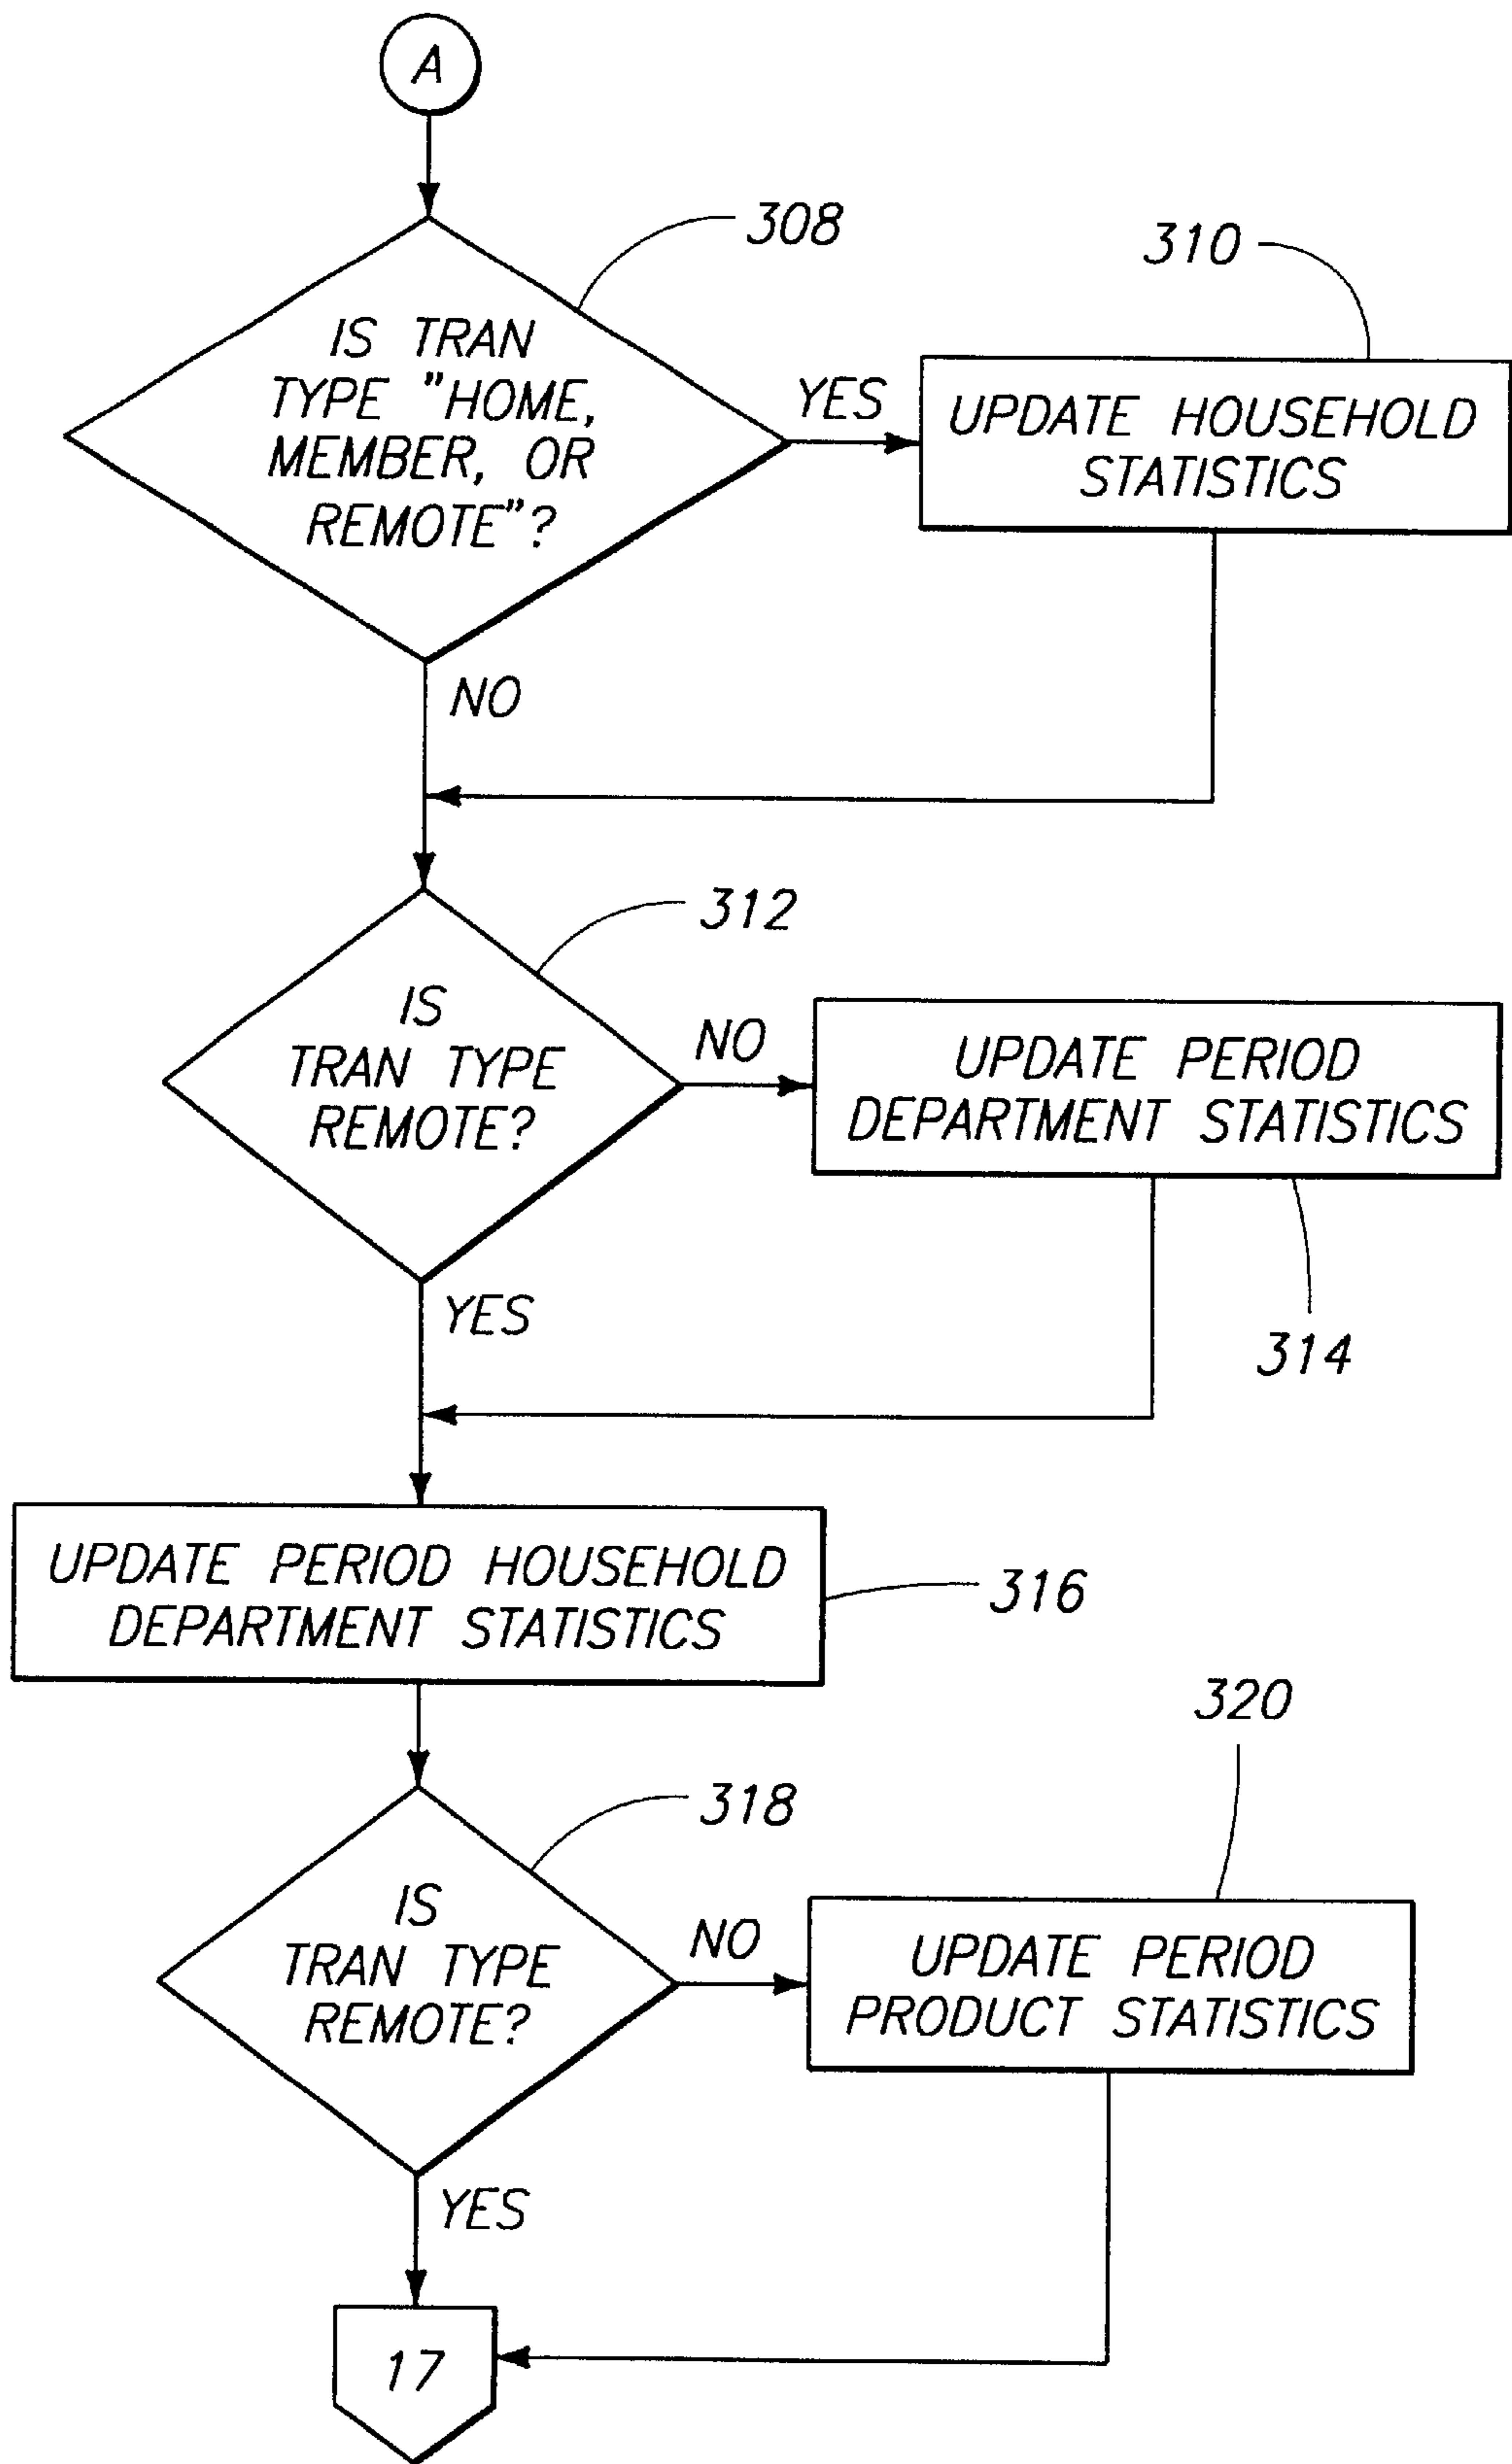 A
308
310
IS TRAN
TYPE "HOME,
MEMBER, OR
REMOTE"?
YES
UPDATE HOUSEHOLD
STATISTICS
NO
312
IS
TRAN TYPE
REMOTE?
NO
UPDATE PERIOD
DEPARTMENT STATISTICS
YES
314
UPDATE PERIOD HOUSEHOLD
DEPARTMENT STATISTICS
316
320
318
IS
TRAN TYPE
REMOTE?
NO
UPDATE PERIOD
PRODUCT STATISTICS
YES
17